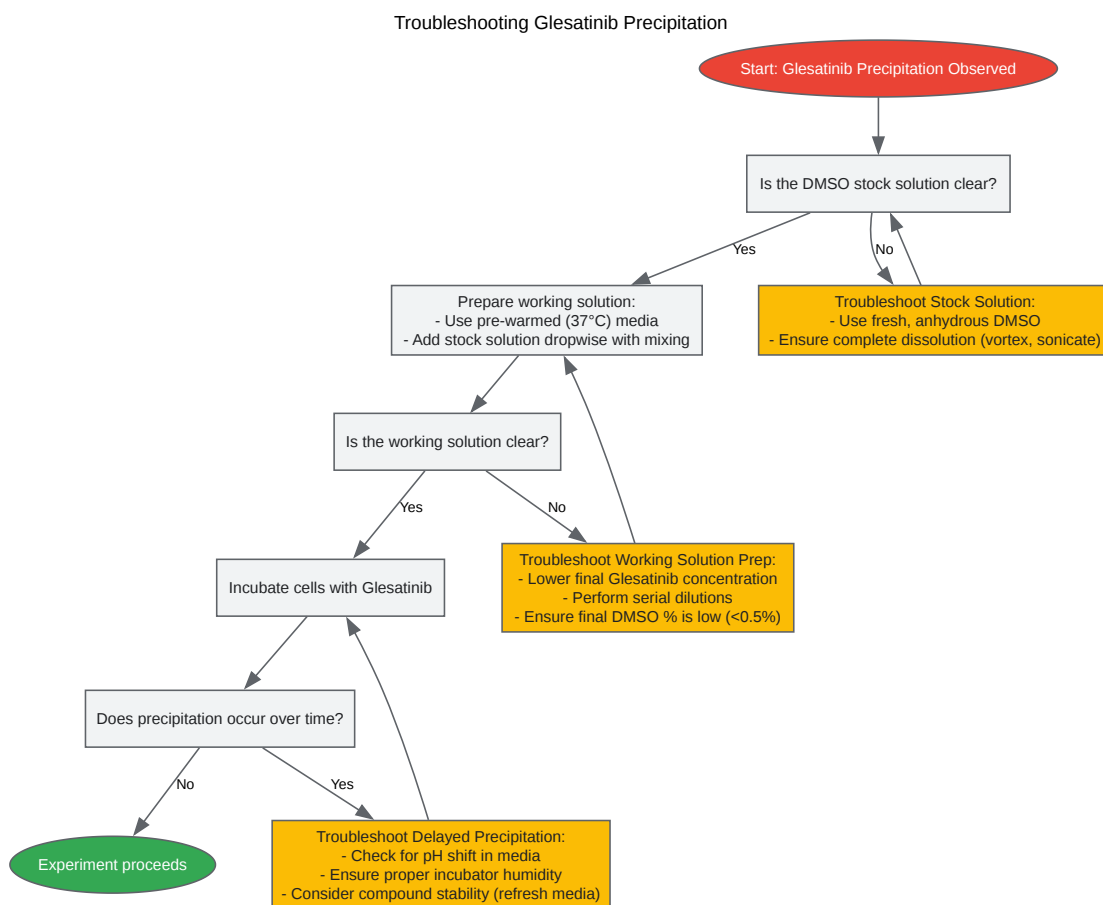 Troubleshooting Glesatinib Precipitation
Start: Glesatinib Precipitation Observed
Is the DMSO stock solution clear?
Yes
No
Prepare working solution:
- Use pre-warmed (37°C) media
- Add stock solution dropwise with mixing
Troubleshoot Stock Solution:
- Use fresh, anhydrous DMSO
- Ensure complete dissolution (vortex, sonicate)
Is the working solution clear?
Yes
No
Incubate cells with Glesatinib
Troubleshoot Working Solution Prep:
- Lower final Glesatinib concentration
- Perform serial dilutions
- Ensure final DMSO % is low (<0.5%)
Does precipitation occur over time?
No
Yes
Experiment proceeds
Troubleshoot Delayed Precipitation:
- Check for pH shift in media
- Ensure proper incubator humidity
- Consider compound stability (refresh media)